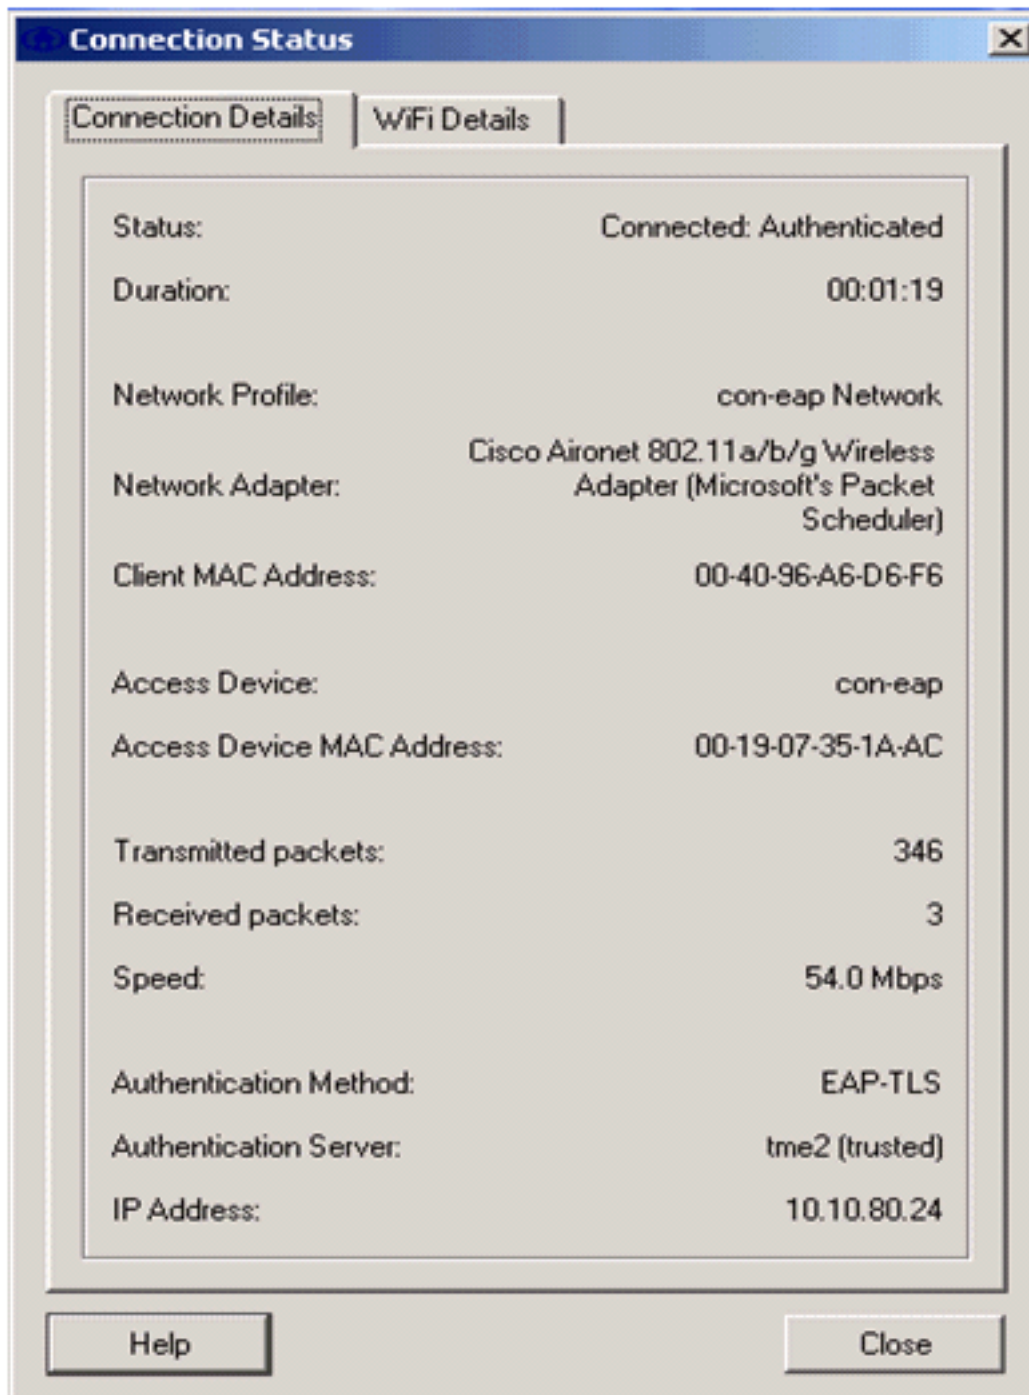 Connection Status
Connection Details
WiFi Details
Status: Connected: Authenticated
Duration: 00:01:19
Network Profile: con-eap Network
Network Adapter: Cisco Aironet 802.11a/b/g Wireless
Adapter (Microsoft's Packet
Scheduler)
Client MAC Address: 00-40-96-A6-D6-F6
Access Device: con-eap
Access Device MAC Address: 00-19-07-35-1A-AC
Transmitted packets: 346
Received packets: 3
Speed: 54.0 Mbps
Authentication Method: EAP-TLS
Authentication Server: tme2 (trusted)
IP Address: 10.10.80.24
Help
Close